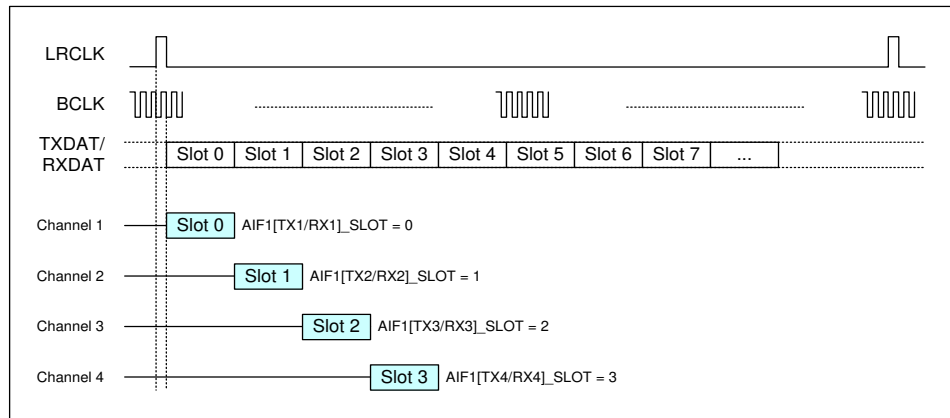 LRCLK
BCLK
TXDAT/
RXDAT
Slot 0 Slot 1 Slot 2 Slot 3 Slot 4 Slot 5 Slot 6 Slot 7 ...
Channel 1 Slot 0 AIF1[TX1/RX1]_SLOT = 0
Channel 2 Slot 1 AIF1[TX2/RX2]_SLOT = 1
Channel 3 Slot 2 AIF1[TX3/RX3]_SLOT = 2
Channel 4 Slot 3 AIF1[TX4/RX4]_SLOT = 3